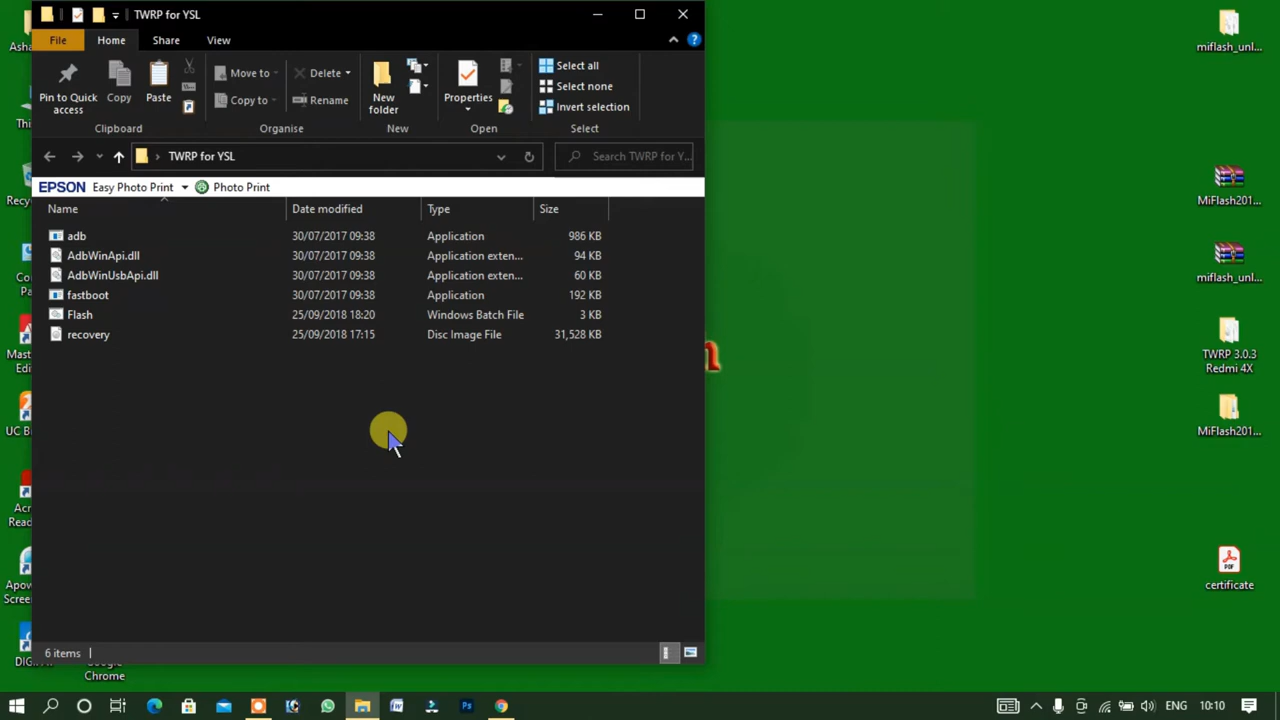 TWRP for YSL
File Home Share View
Pin to Quick access
Copy
Paste
Move to
Copy to
Delete
Rename
New folder
Properties
Select all
Select none
Invert selection
Clipboard Organise New Open Select
TWRP for YSL
Search TWRP for Y...
EPSON Easy Photo Print Photo Print
Name Date modified Type Size
adb 30/07/2017 09:38 Application 986 KB
AdbWinApi.dll 30/07/2017 09:38 Application exten... 94 KB
AdbWinUsbApi.dll 30/07/2017 09:38 Application exten... 60 KB
fastboot 30/07/2017 09:38 Application 192 KB
Flash 25/09/2018 18:20 Windows Batch File 3 KB
recovery 25/09/2018 17:15 Disc Image File 31,528 KB
6 items
Google
Chrome
miflash_unl...
MiFlash201...
miflash_unl...
TWRP 3.0.3
Redmi 4X
MiFlash201...
PDF
certificate
ENG 10:10